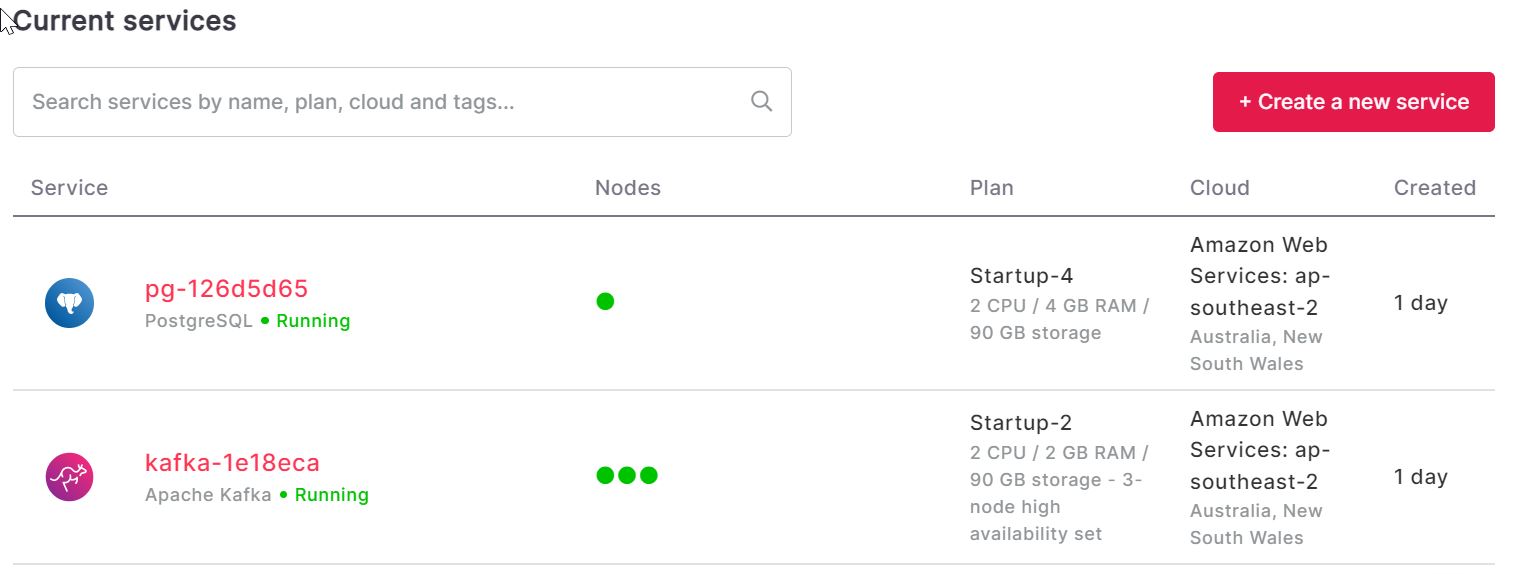 Current services
Search services by name, plan, cloud and tags...
+ Create a new service
Service Nodes Plan Cloud Created
pg-126d5d65
PostgreSQL • Running
Startup-4
2 CPU / 4 GB RAM /
90 GB storage
Amazon Web
Services: ap-
southeast-2
Australia, New
South Wales
1 day
kafka-1e18eca
Apache Kafka • Running
Startup-2
2 CPU / 2 GB RAM /
90 GB storage - 3-
node high
availability set
Amazon Web
Services: ap-
southeast-2
Australia, New
South Wales
1 day